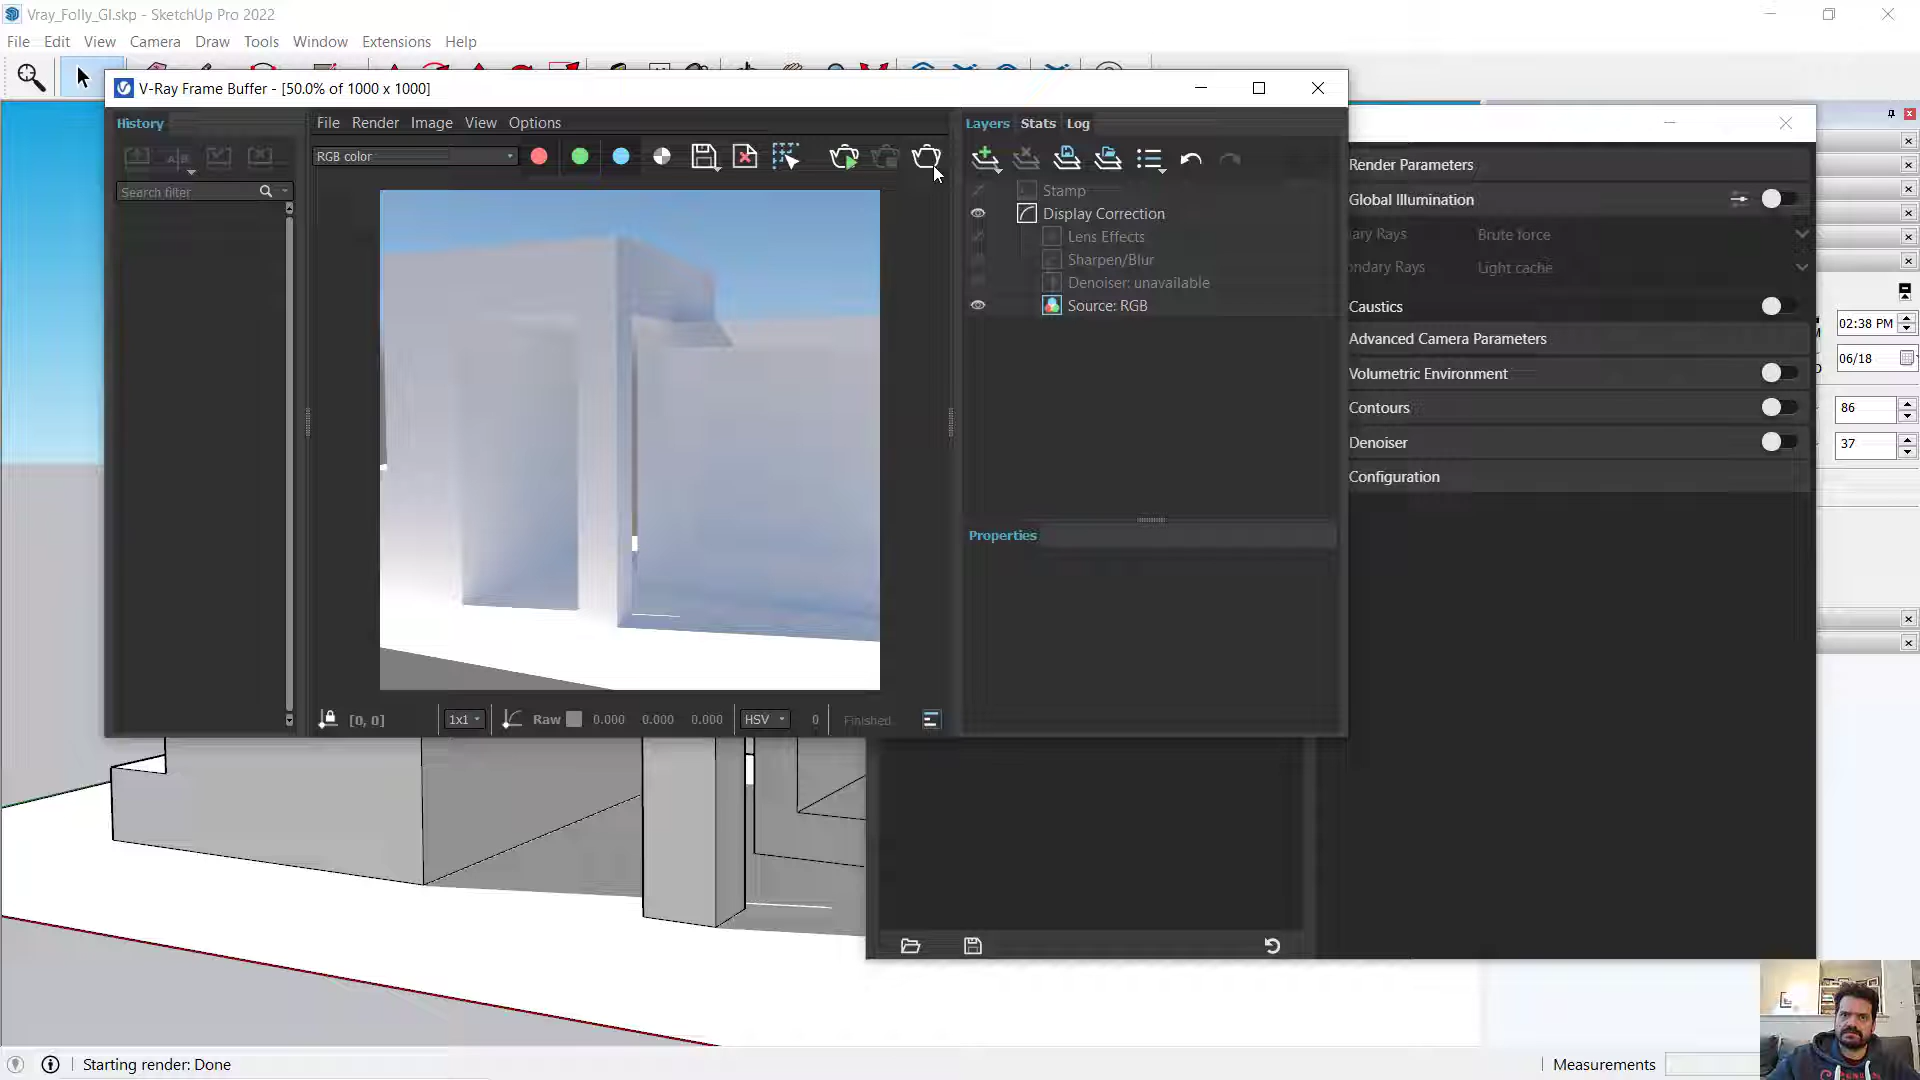 Vray_Folly_GI.skp - SketchUp Pro 2022
File Edit View Camera Draw Tools Window Extensions Help
V-Ray Frame Buffer - [50.0% of 1000 x 1000]
History
File Render Image View Options
Layers Stats Log
RGB color
Search filter
Stamp
Display Correction
Lens Effects
Sharpen/Blur
Denoiser: unavailable
Source: RGB
Properties
Render Parameters
Global Illumination
ary Rays Brute force
ondary Rays Light cache
Caustics
Advanced Camera Parameters
Volumetric Environment
Contours
Denoiser
Configuration
02:38 PM
06/18
86
37
[0, 0] 1x1 Raw 0.000 0.000 0.000 HSV 0 Finished
Starting render: Done
Measurements